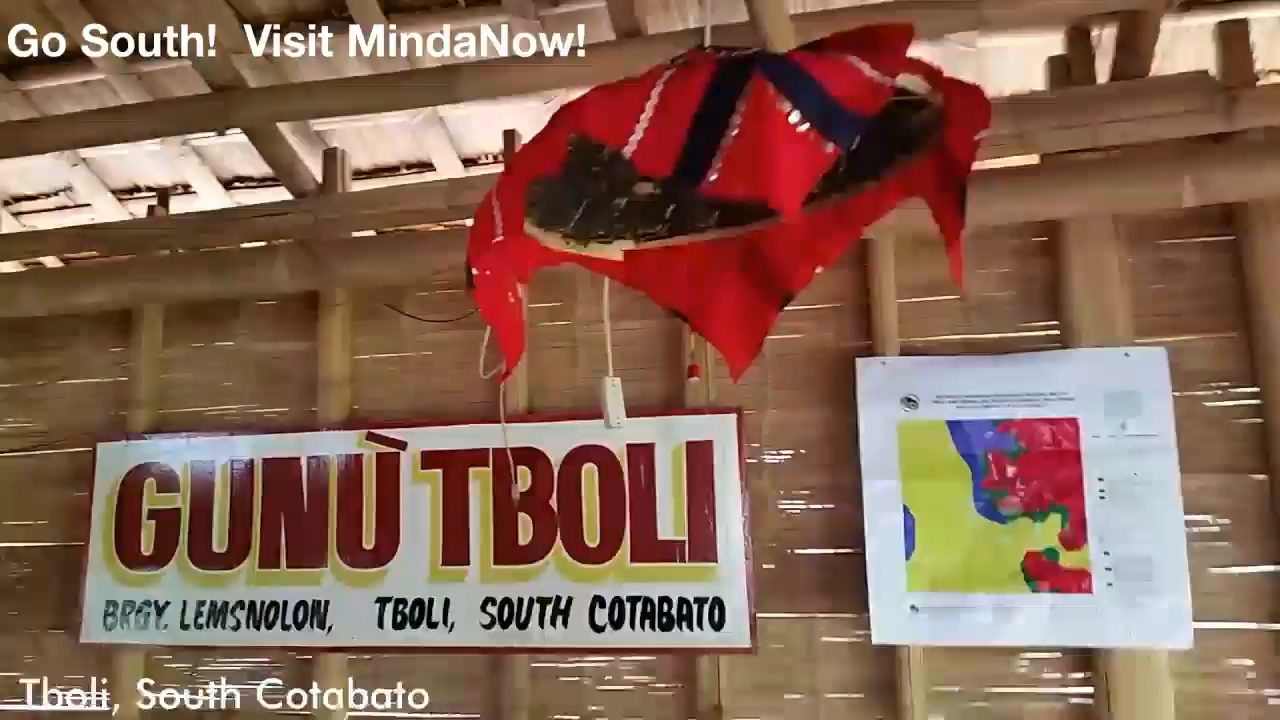 Go South! Visit MindaNow!
GUNÙ TBOLI
BRGY. LEMSNOLON, TBOLI, SOUTH COTABATO
Tboli, South Cotabato